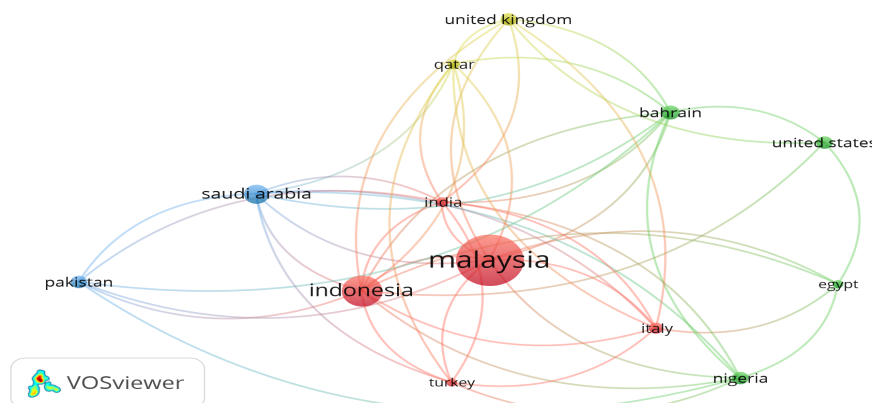 united kingdom
qatar
bahrain
united states
saudi arabia
india
malaysia
pakistan
indonesia
egypt
italy
turkey
nigeria
VOSviewer